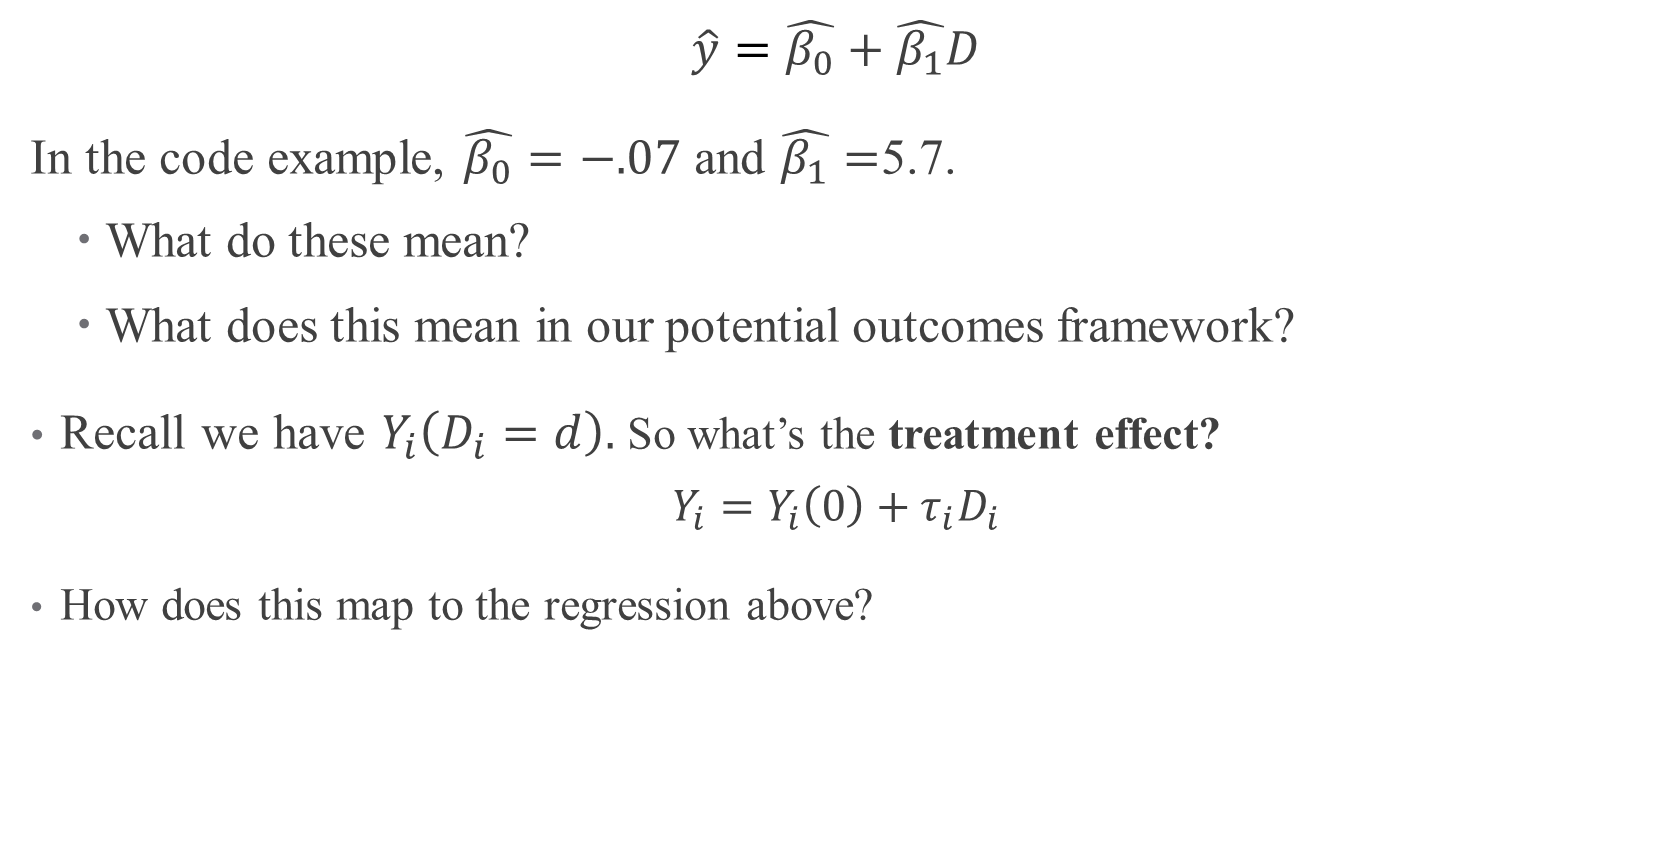 ŷ = β̂₀ + β̂₁D
In the code example, β̂₀ = −.07 and β̂₁ =5.7.
• What do these mean?
• What does this mean in our potential outcomes framework?
• Recall we have Yᵢ(Dᵢ = d). So what’s the treatment effect?
Yᵢ = Yᵢ(0) + τᵢDᵢ
• How does this map to the regression above?